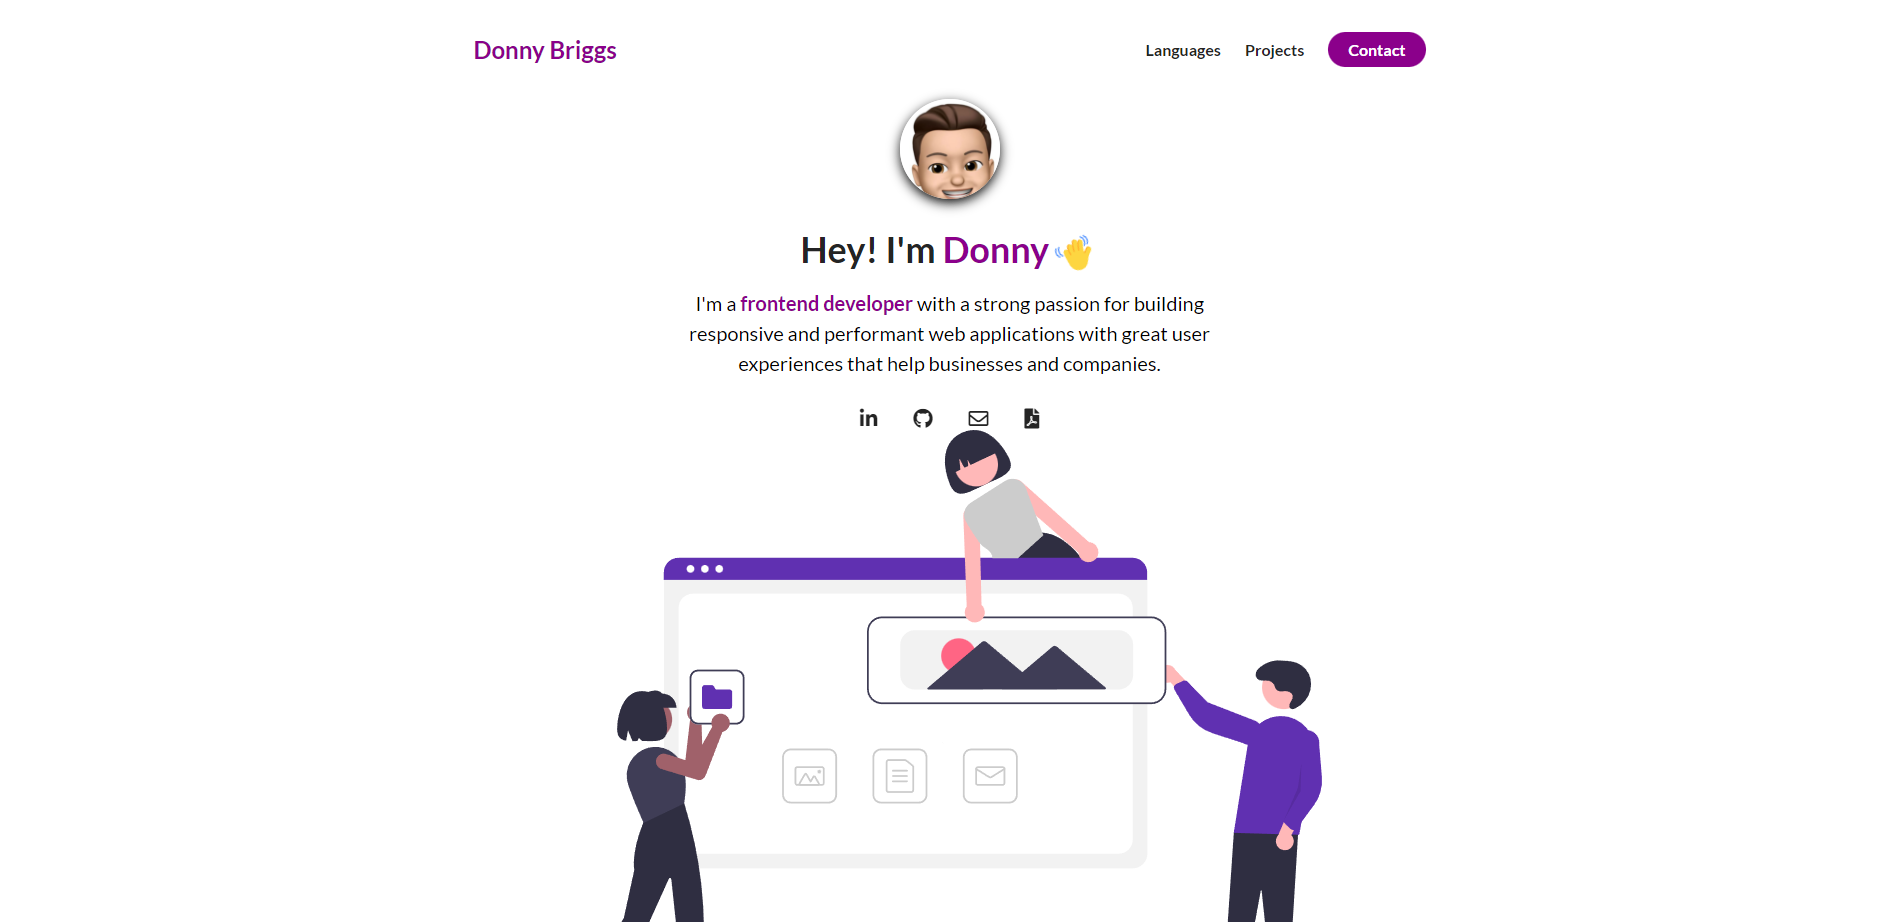 Donny Briggs
Languages Projects Contact
Hey! I'm Donny 👋
I'm a frontend developer with a strong passion for building
responsive and performant web applications with great user
experiences that help businesses and companies.